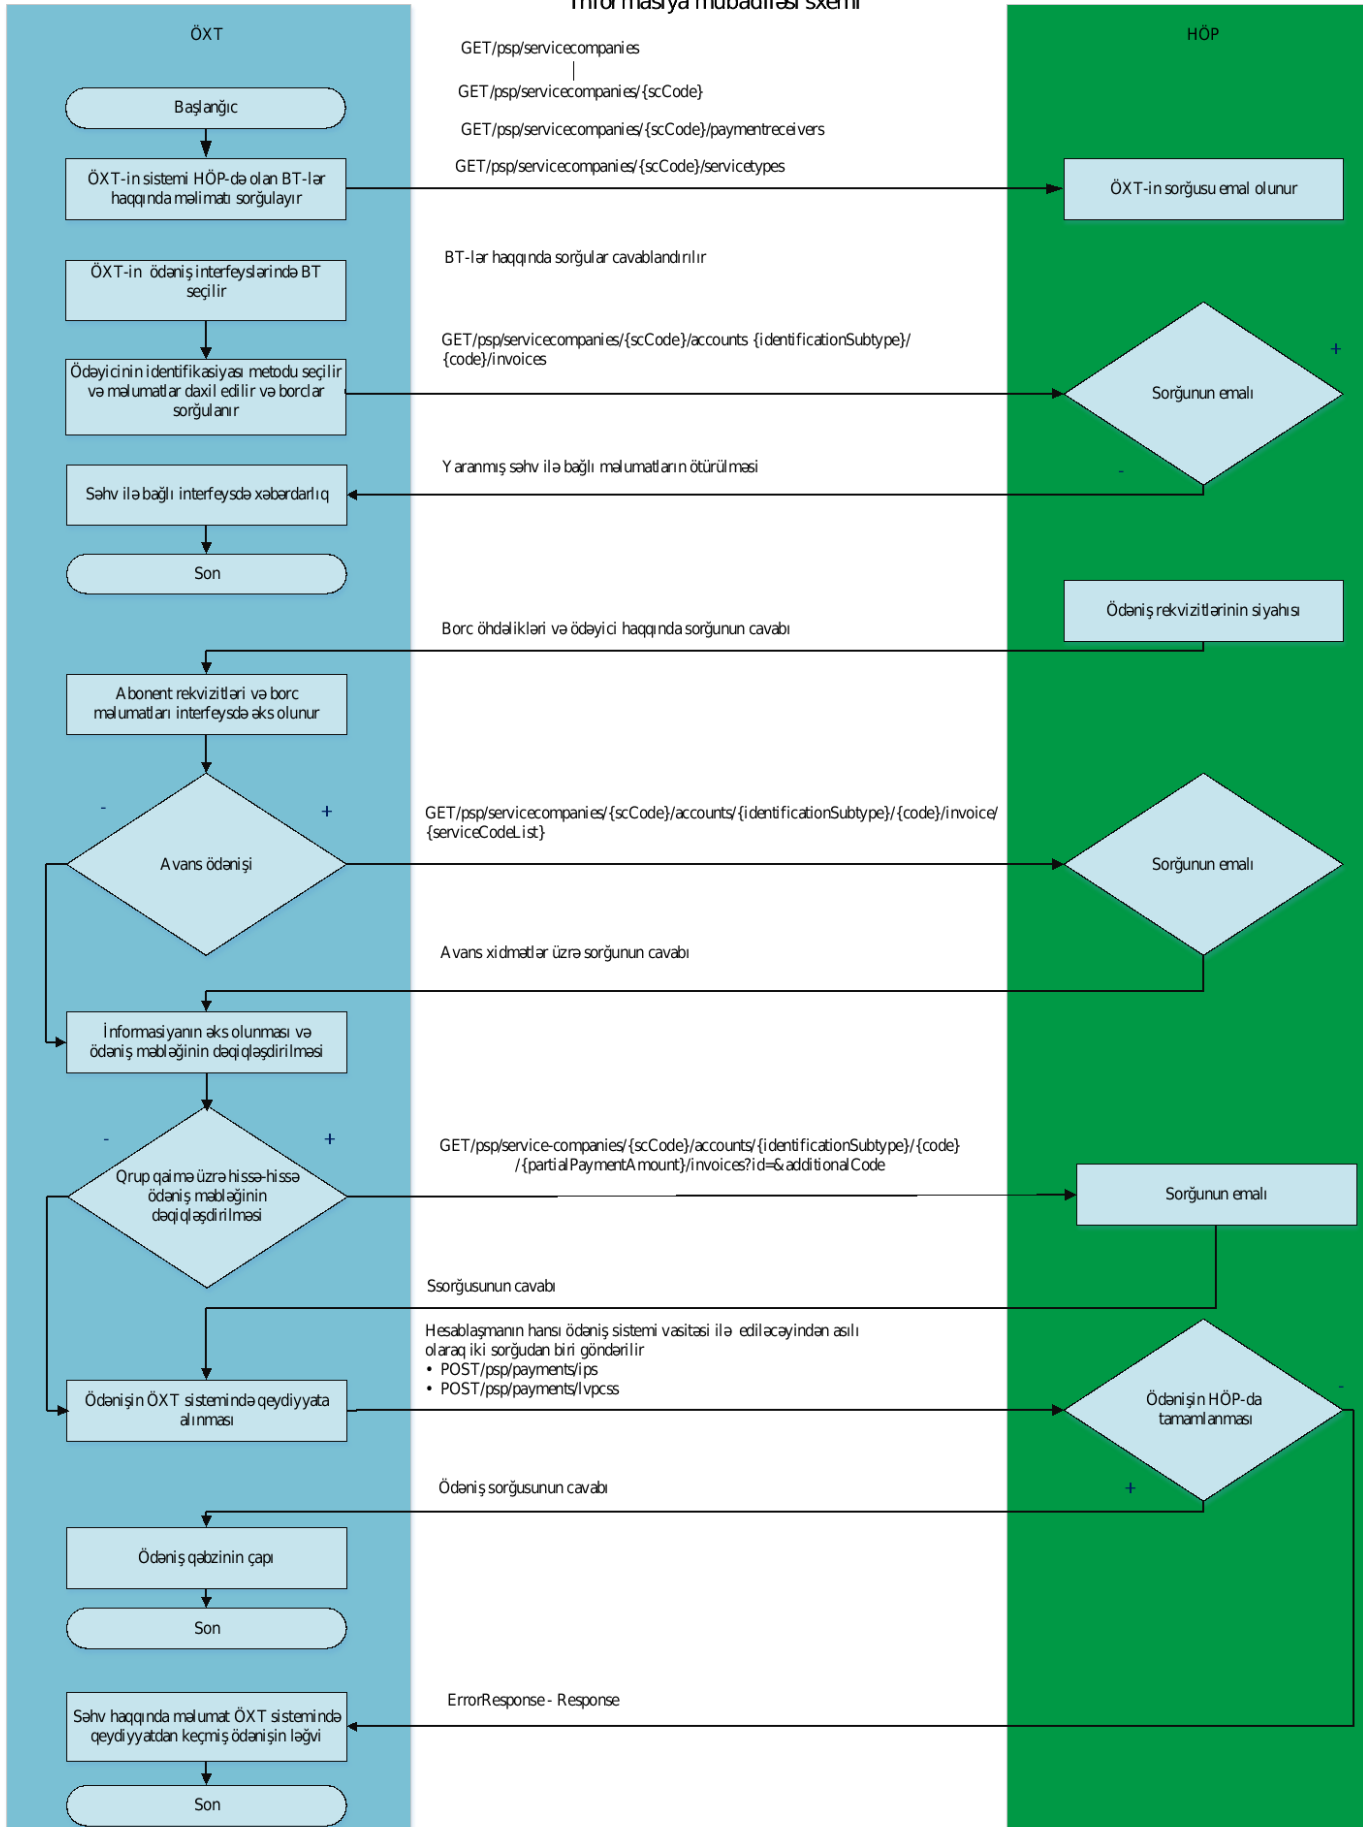 İnformasiya mübadiləsi sxemi
ÖXT
HÖP
GET/psp/servicecompanies
GET/psp/servicecompanies/{scCode}
Başlanğıc
GET/psp/servicecompanies/{scCode}/paymentreceivers
GET/psp/servicecompanies/{scCode}/servicetypes
ÖXT-in sistemi HÖP-də olan BT-lər
haqqında məlimatı sorğulayır
ÖXT-in sorğusu emal olunur
BT-lər haqqında sorğular cavablandırılır
ÖXT-in ödəniş interfeyslərində BT
seçilir
GET/psp/servicecompanies/{scCode}/accounts {identificationSubtype}/
{code}/invoices
+
Ödəyicinin identifikasiyası metodu seçilir
və məlumatlar daxil edilir və borclar
sorğulanır
Sorğunun emalı
Yaranmış səhv ilə bağlı məlumatların ötürülməsi
-
Səhv ilə bağlı interfeysdə xəbərdarlıq
Son
Ödəniş rekvizitlərinin siyahısı
Borc öhdəlikləri və ödəyici haqqında sorğunun cavabı
Abonent rekvizitləri və borc
məlumatları interfeysdə əks olunur
-
+
GET/psp/servicecompanies/{scCode}/accounts/{identificationSubtype}/{code}/invoice/
{serviceCodeList}
Avans ödənişi
Sorğunun emalı
Avans xidmətlər üzrə sorğunun cavabı
İnformasiyanın əks olunması və
ödəniş məbləğinin dəqiqləşdirilməsi
-
+
GET/psp/service-companies/{scCode}/accounts/{identificationSubtype}/{code}
/{partialPaymentAmount}/invoices?id=&additionalCode
Qrup qaimə üzrə hissə-hissə
ödəniş məbləğinin
dəqiqləşdirilməsi
Sorğunun emalı
Ssorğusunun cavabı
Hesablaşmanın hansı ödəniş sistemi vasitəsi ilə ediləcəyindən asılı
olaraq iki sorğudan biri göndərilir
• POST/psp/payments/ips
• POST/psp/payments/lvpcss
-
Ödənişin ÖXT sistemində qeydiyyata
alınması
Ödənişin HÖP-da
tamamlanması
Ödəniş sorğusunun cavabı
+
Ödəniş qəbzinin çapı
Son
ErrorResponse - Response
Səhv haqqında məlumat ÖXT sistemində
qeydiyyatdan keçmiş ödənişin ləğvi
Son